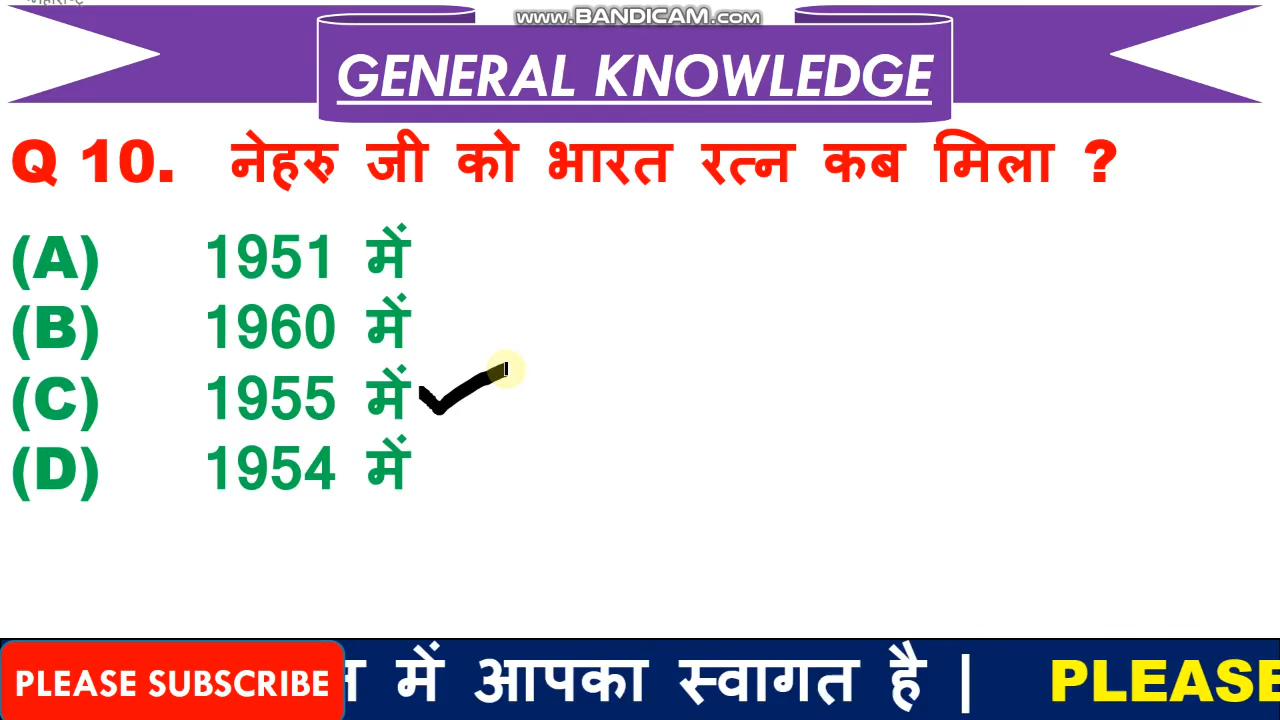 www.BANDICAM.com
GENERAL KNOWLEDGE
Q 10. नेहरु जी को भारत रत्न कब मिला ?
(A) 1951 में
(B) 1960 में
(C) 1955 में
(D) 1954 में
PLEASE SUBSCRIBE में आपका स्वागत है | PLEASE